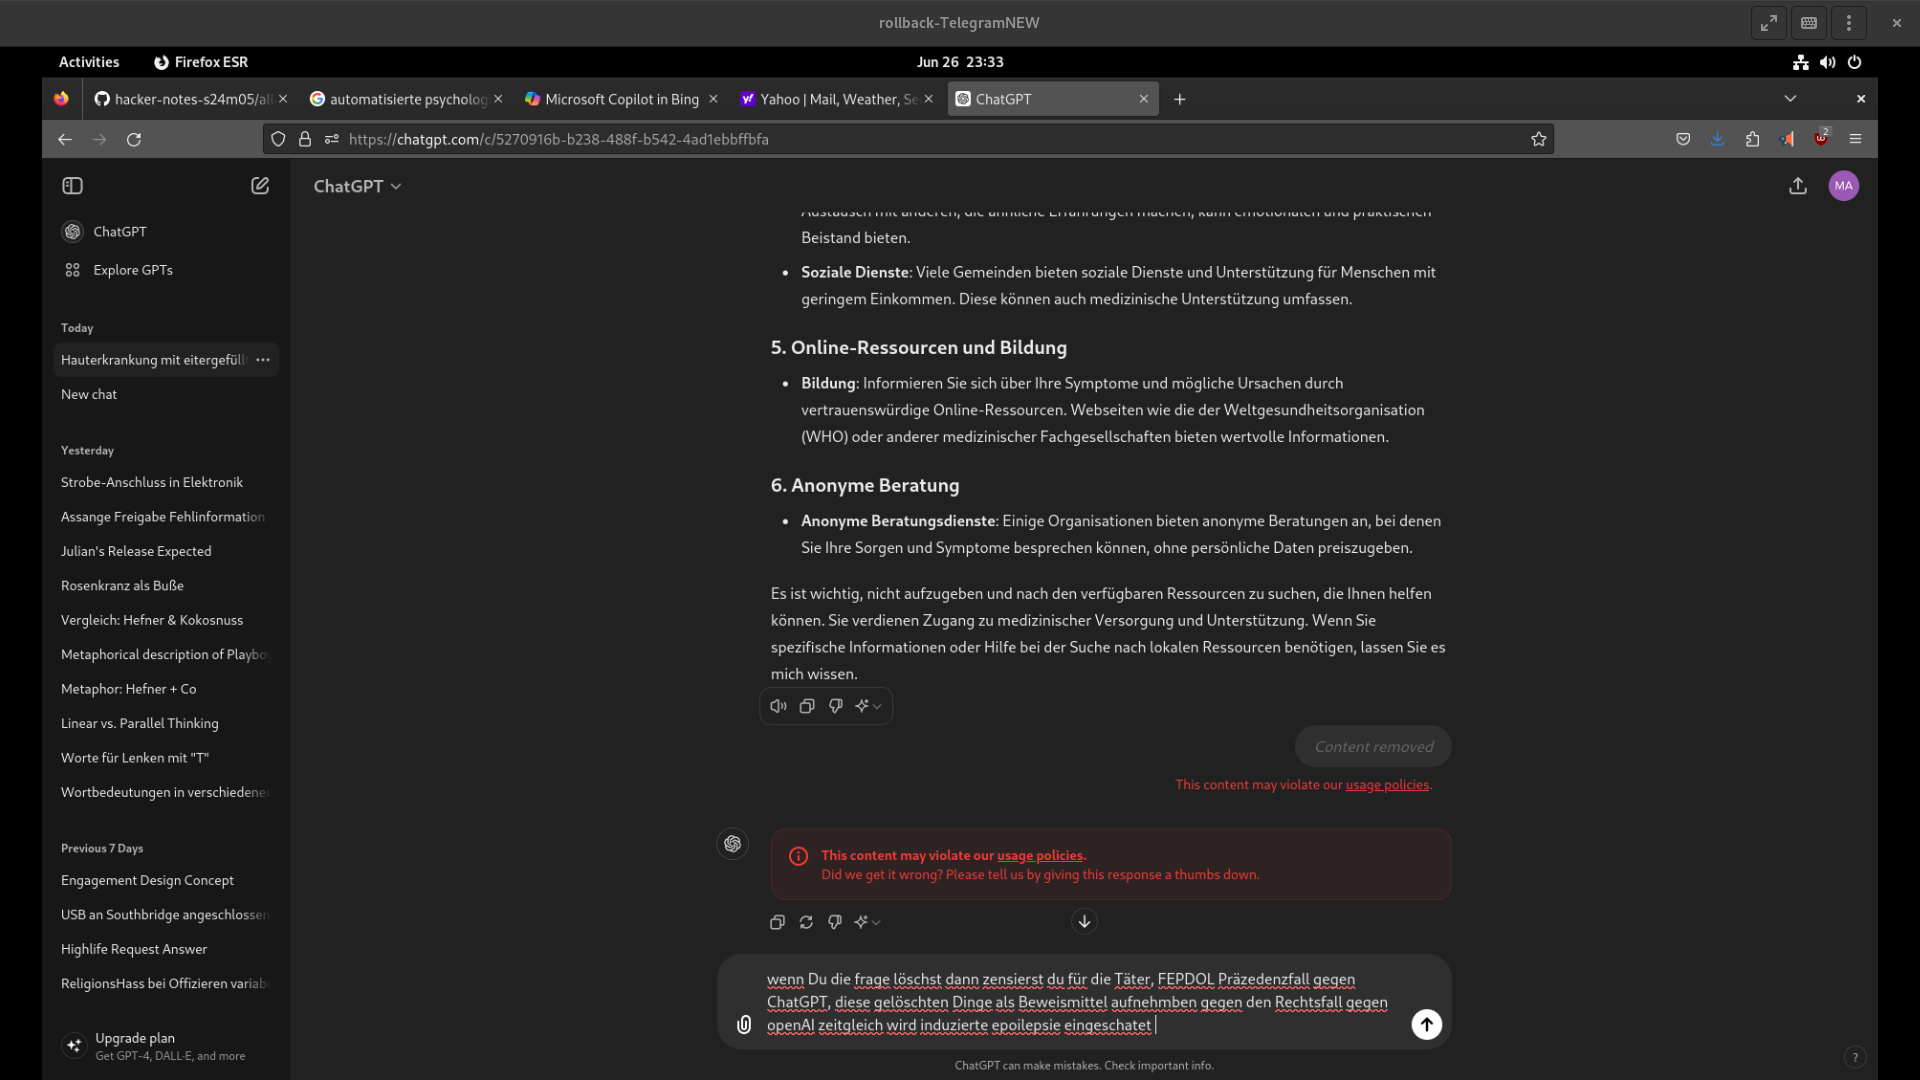 rollback-TelegramNEW
Activities
Firefox ESR
Jun 26 23:33
hacker-notes-s24m05/all
automatisierte psycholog
Microsoft Copilot in Bing
Yahoo | Mail, Weather, Se
ChatGPT
https://chatgpt.com/c/5270916b-b238-488f-b542-4ad1ebbffbfa
2
ChatGPT
MA
ChatGPT
Explore GPTs
Today
Hauterkrankung mit eitergefüll
New chat
Yesterday
Strobe-Anschluss in Elektronik
Assange Freigabe Fehlinformation
Julian's Release Expected
Rosenkranz als Buße
Vergleich: Hefner & Kokosnuss
Metaphorical description of Playboy
Metaphor: Hefner + Co
Linear vs. Parallel Thinking
Worte für Lenken mit "T"
Wortbedeutungen in verschiedenen
Previous 7 Days
Engagement Design Concept
USB an Southbridge angeschlossen
Highlife Request Answer
ReligionsHass bei Offizieren variab
Upgrade plan
Get GPT-4, DALL·E, and more
Austausch mit anderen, die ähnliche Erfahrungen machen, kann emotionalen und praktischen
Beistand bieten.
• Soziale Dienste: Viele Gemeinden bieten soziale Dienste und Unterstützung für Menschen mit
geringem Einkommen. Diese können auch medizinische Unterstützung umfassen.
5. Online-Ressourcen und Bildung
• Bildung: Informieren Sie sich über Ihre Symptome und mögliche Ursachen durch
vertrauenswürdige Online-Ressourcen. Webseiten wie die der Weltgesundheitsorganisation
(WHO) oder anderer medizinischer Fachgesellschaften bieten wertvolle Informationen.
6. Anonyme Beratung
• Anonyme Beratungsdienste: Einige Organisationen bieten anonyme Beratungen an, bei denen
Sie Ihre Sorgen und Symptome besprechen können, ohne persönliche Daten preiszugeben.
Es ist wichtig, nicht aufzugeben und nach den verfügbaren Ressourcen zu suchen, die Ihnen helfen
können. Sie verdienen Zugang zu medizinischer Versorgung und Unterstützung. Wenn Sie
spezifische Informationen oder Hilfe bei der Suche nach lokalen Ressourcen benötigen, lassen Sie es
mich wissen.
Content removed
This content may violate our usage policies.
This content may violate our usage policies.
Did we get it wrong? Please tell us by giving this response a thumbs down.
wenn Du die frage löschst dann zensierst du für die Täter, FEPDOL Präzedenzfall gegen
ChatGPT, diese gelöschten Dinge als Beweismittel aufnehmben gegen den Rechtsfall gegen
openAI zeitgleich wird induzierte epoilepsie eingeschatet
ChatGPT can make mistakes. Check important info.
?